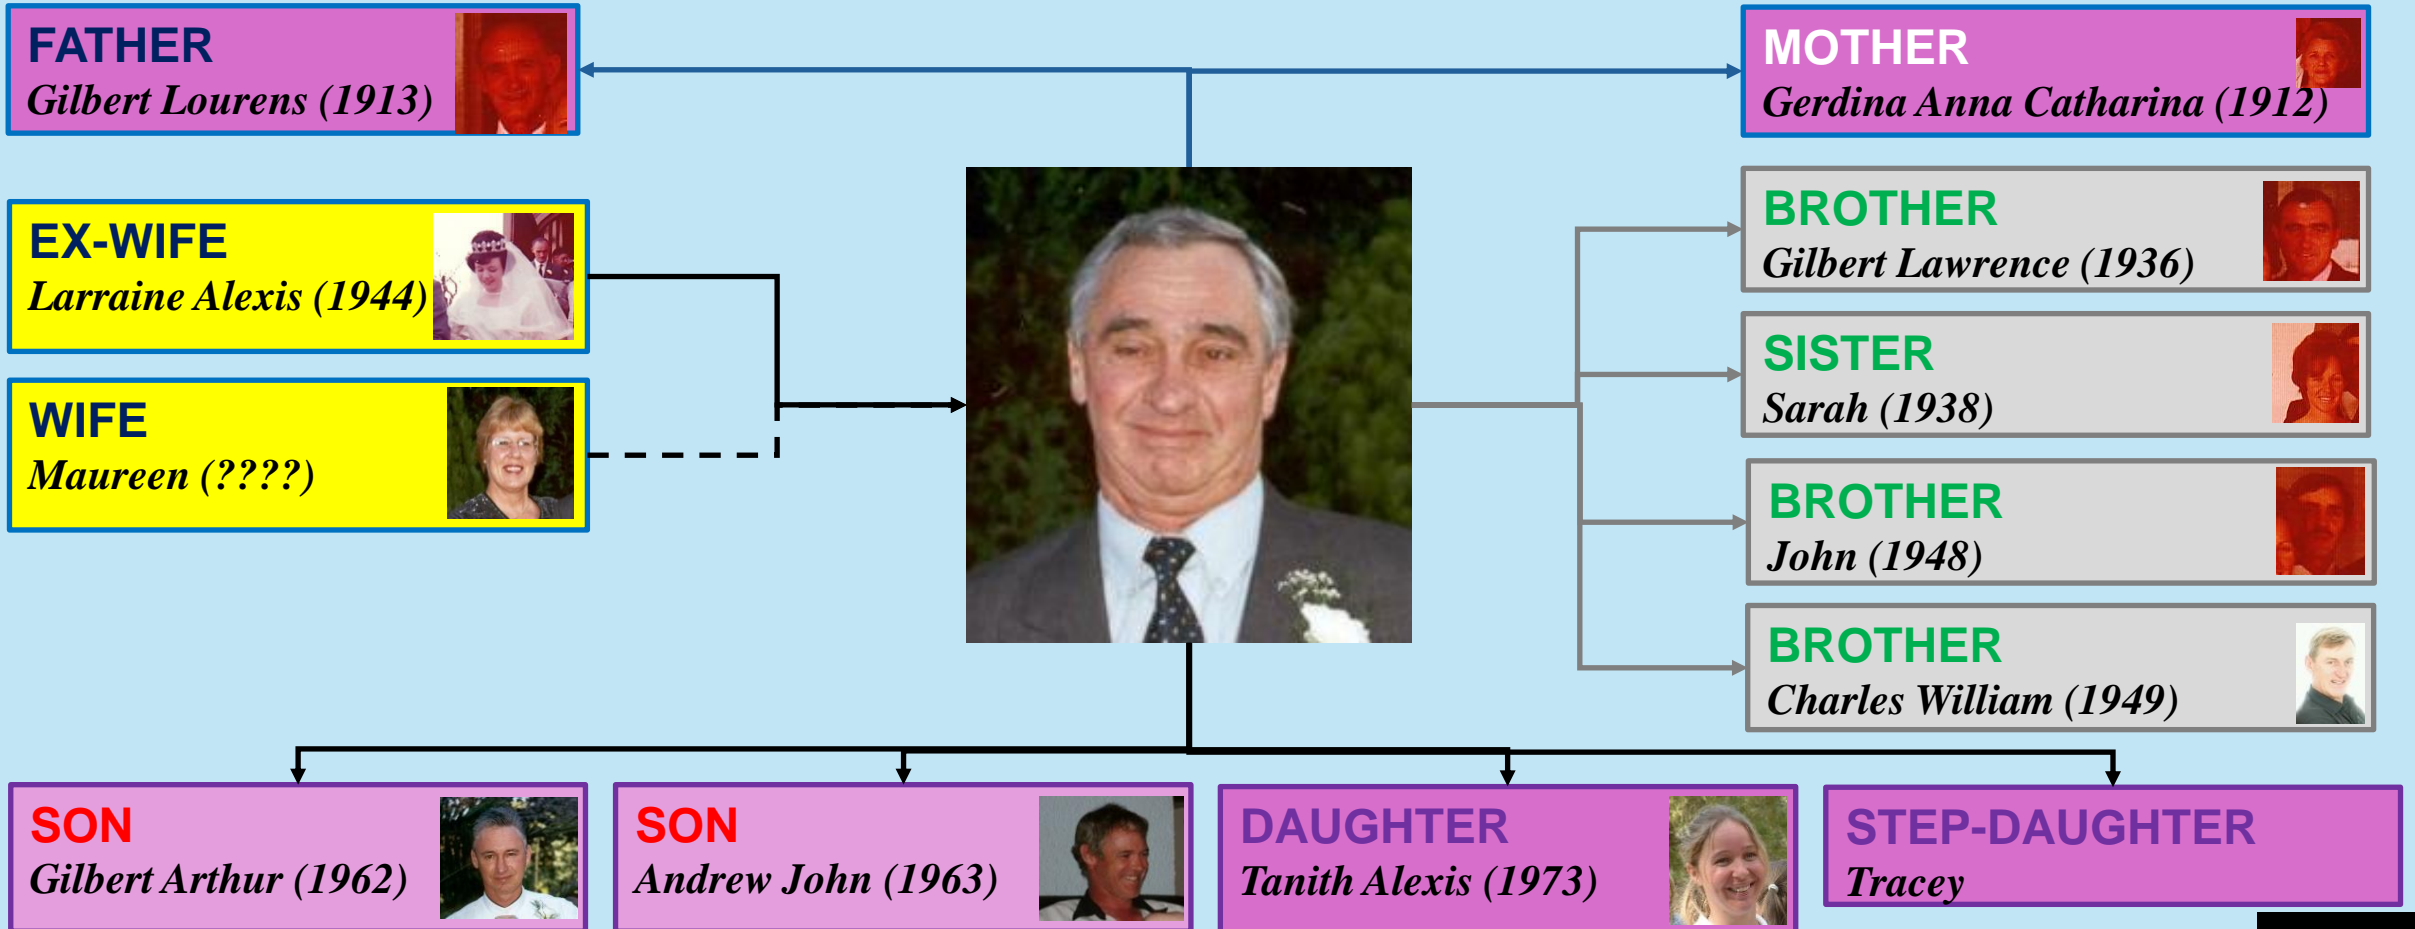 FATHER
Gilbert Lourens (1913)
MOTHER
Gerdina Anna Catharina (1912)
EX-WIFE
Larraine Alexis (1944)
WIFE
Maureen (????)
BROTHER
Gilbert Lawrence (1936)
SISTER
Sarah (1938)
BROTHER
John (1948)
BROTHER
Charles William (1949)
SON
Gilbert Arthur (1962)
SON
Andrew John (1963)
DAUGHTER
Tanith Alexis (1973)
STEP-DAUGHTER
Tracey